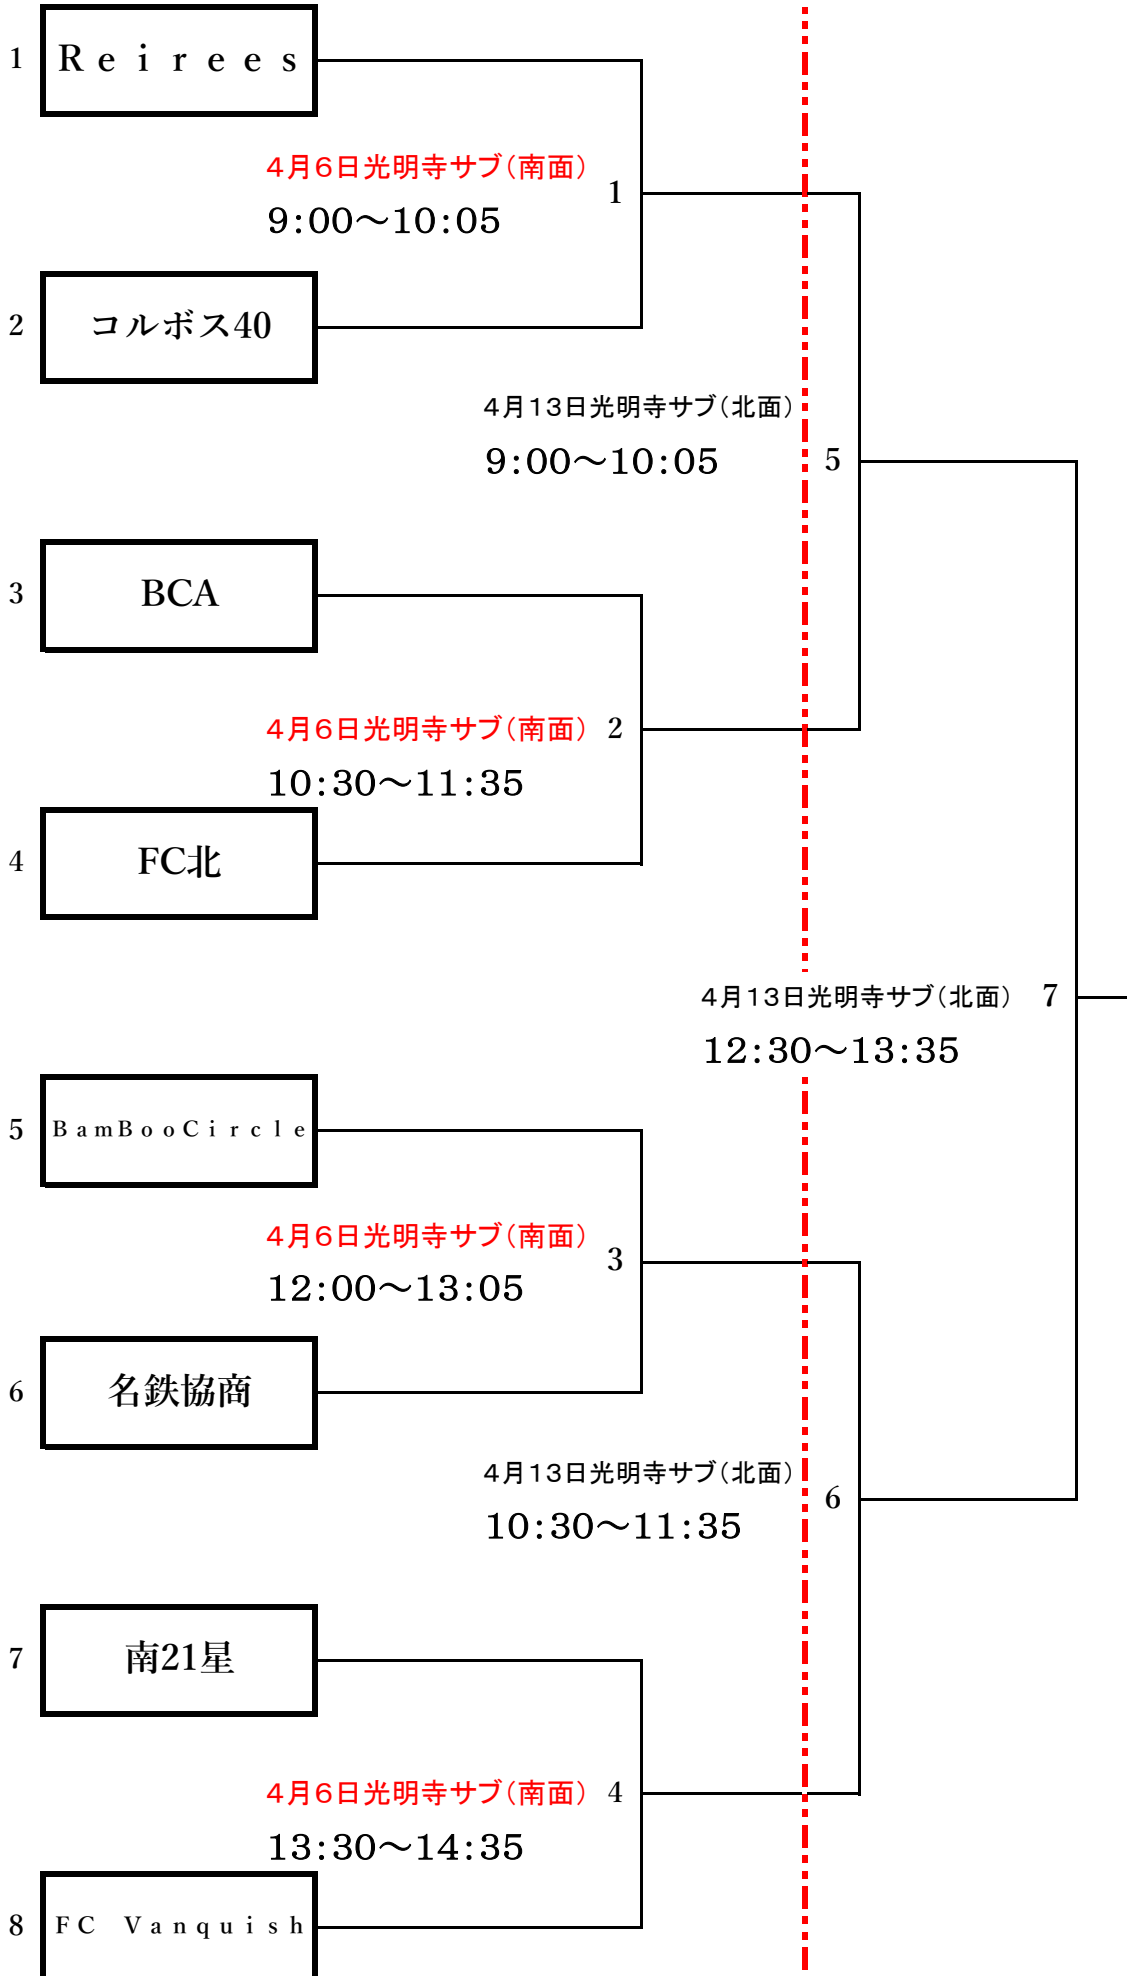 1 Ｒｅｉｒｅｅｓ
４月６日光明寺サブ（南面） 1
9:00～10:05
2 コルボス40
４月１３日光明寺サブ（北面）
9:00～10:05 5
3 BCA
４月６日光明寺サブ（南面） 2
10:30～11:35
4 FC北
４月１３日光明寺サブ（北面） 7
12:30～13:35
5 ＢａｍＢｏｏＣｉｒｃｌｅ
４月６日光明寺サブ（南面） 3
12:00～13:05
6 名鉄協商
４月１３日光明寺サブ（北面） 6
10:30～11:35
7 南21星
４月６日光明寺サブ（南面） 4
13:30～14:35
8 ＦＣ　Ｖａｎｑｕｉｓｈ